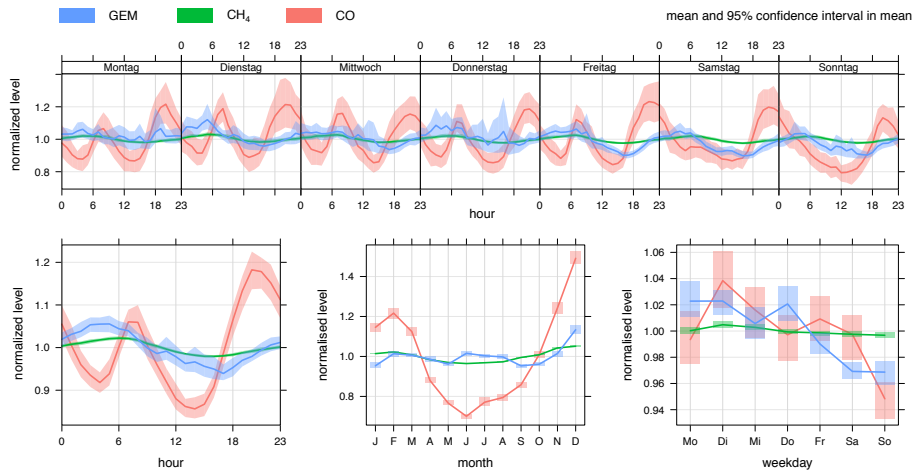 GEM CH₄ CO mean and 95% confidence interval in mean
0 6 12 18 23 0 6 12 18 23 0 6 12 18 23
Montag Dienstag Mittwoch Donnerstag Freitag Samstag Sonntag
normalized level
1.2
1.0
0.8
0 6 12 18 23 0 6 12 18 23 0 6 12 18 23 0 6 12 18 23
hour
normalized level
1.2
1.1
1.0
0.9
0 6 12 18 23
hour
normalised level
1.4
1.2
1.0
0.8
J F M A M J J A S O N D
month
normalised level
1.06
1.04
1.02
1.00
0.98
0.96
0.94
Mo Di Mi Do Fr Sa So
weekday